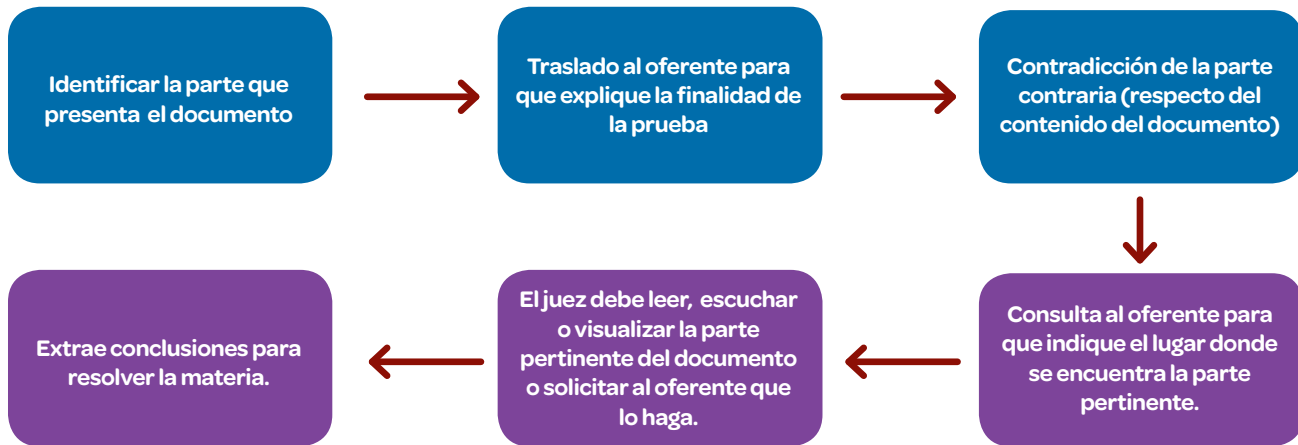 Identificar la parte que
presenta el documento
Traslado al oferente para
que explique la finalidad de
la prueba
Contradicción de la parte
contraria (respecto del
contenido del documento)
Consulta al oferente para
que indique el lugar donde
se encuentra la parte
pertinente.
El juez debe leer, escuchar
o visualizar la parte
pertinente del documento
o solicitar al oferente que
lo haga.
Extrae conclusiones para
resolver la materia.